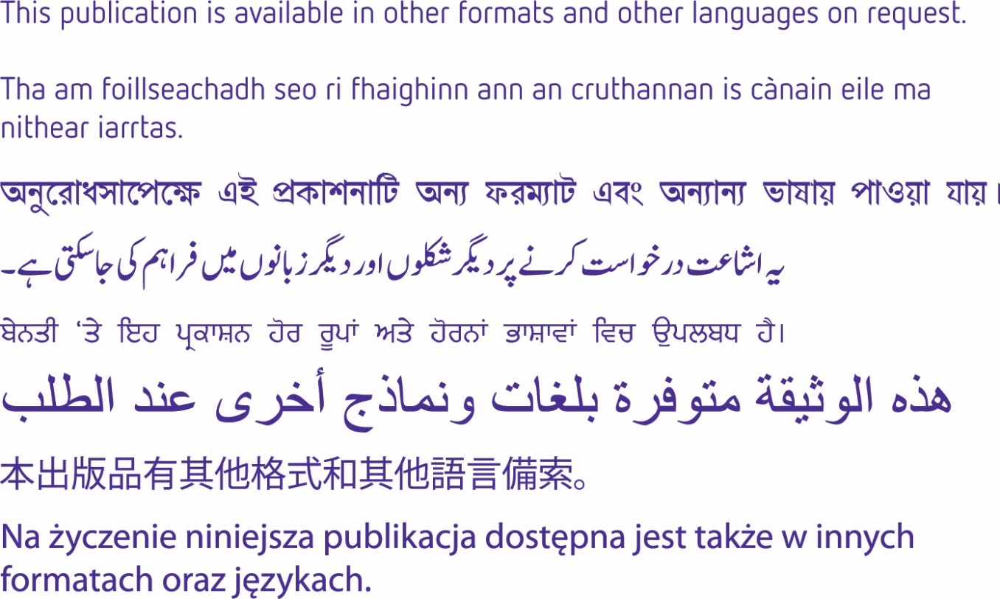 This publication is available in other formats and other languages on request.
Tha am foillseachadh seo ri fhaighinn ann an cruthannan is cànain eile ma
nithear iarrtas.
অনুরোধসাপেক্ষে এই প্রকাশনাটি অন্য ফরম্যাট এবং অন্যান্য ভাষায় পাওয়া যায়।
یہ اشاعت درخواست کرنے پر دیگر شکلوں اور دیگر زبانوں میں فراہم کی جاسکتی ہے۔
ਬੇਨਤੀ ‘ਤੇ ਇਹ ਪ੍ਰਕਾਸ਼ਨ ਹੋਰ ਰੂਪਾਂ ਅਤੇ ਹੋਰਨਾਂ ਭਾਸ਼ਾਵਾਂ ਵਿਚ ਉਪਲਬਧ ਹੈ।
هذه الوثيقة متوفرة بلغات ونماذج أخرى عند الطلب
本出版品有其他格式和其他語言備索。
Na życzenie niniejsza publikacja dostępna jest także w innych
formatach oraz językach.